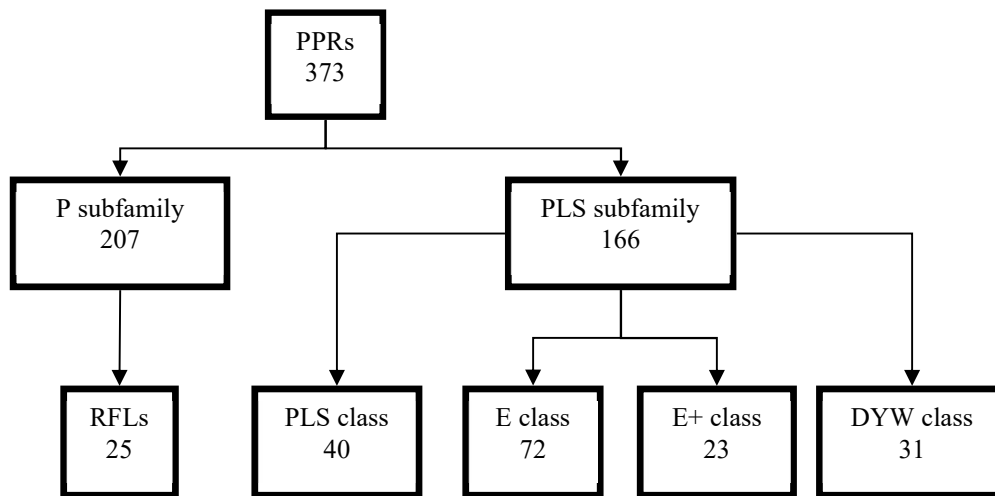 PPRs
373
P subfamily
207
PLS subfamily
166
RFLs
25
PLS class
40
E class
72
E+ class
23
DYW class
31